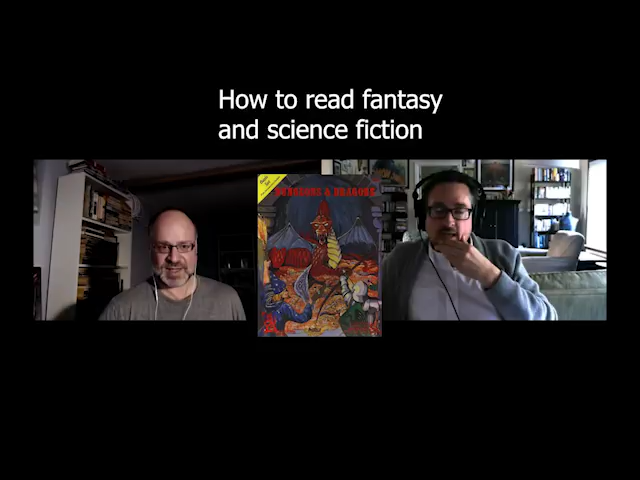 How to read fantasy
and science fiction
DUNGEONS & DRAGONS